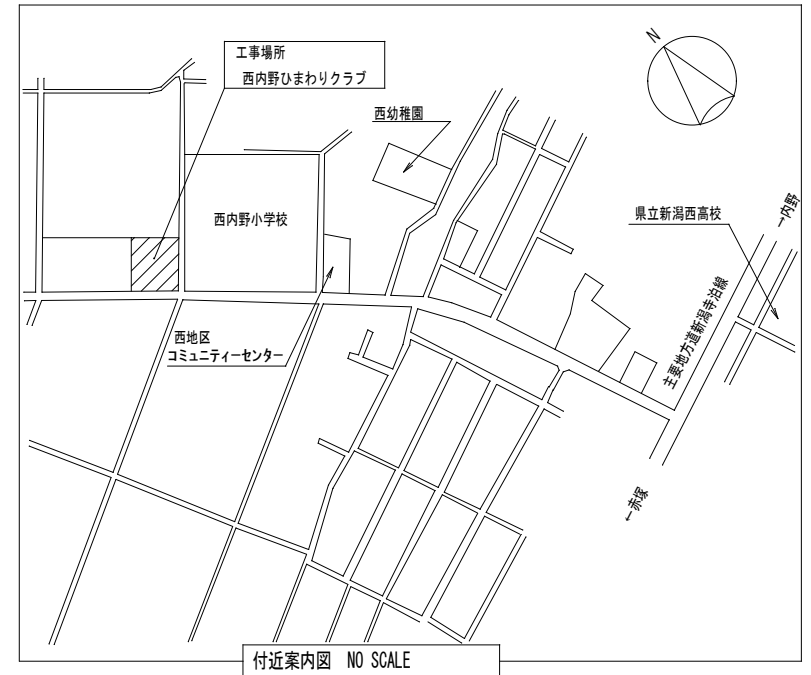 工事場所
西内野ひまわりクラブ
N
西幼稚園
西内野小学校
県立新潟西高校
→内野
主要地方道新潟寺泊線
西地区
コミュニティーセンター
←赤塚
付近案内図 NO SCALE